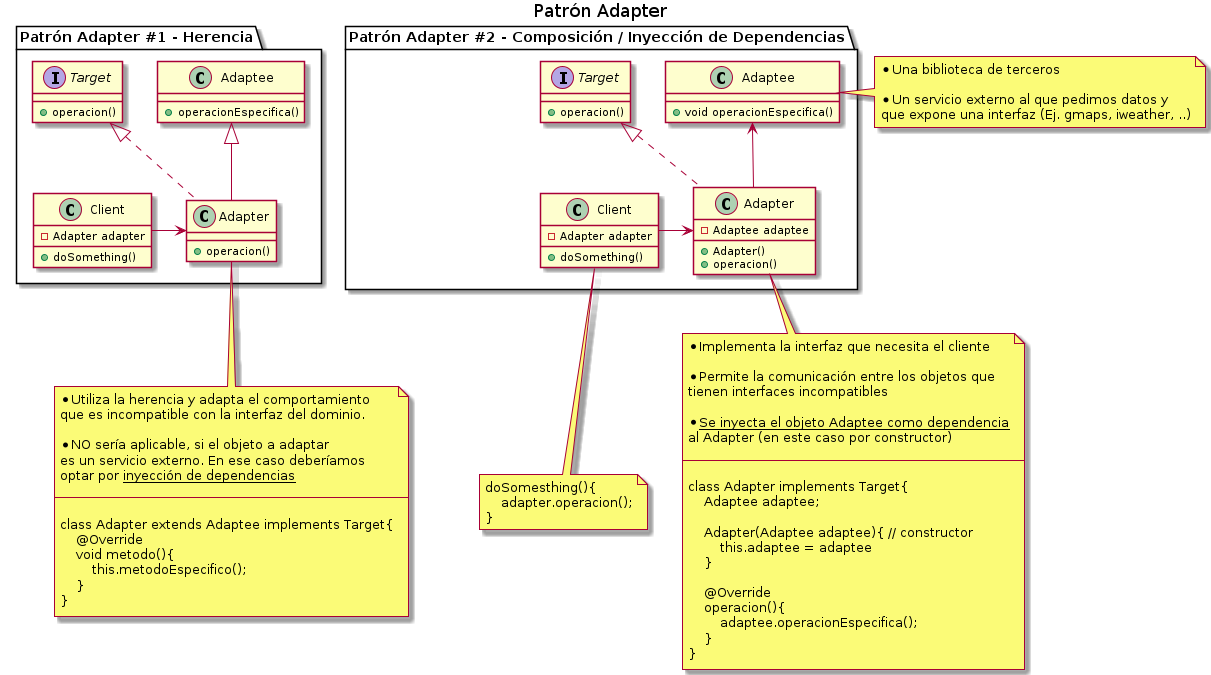 Patrón Adapter
Patrón Adapter #1 - Herencia
I Target
operacion()
C Adaptee
operacionEspecifica()
C Client
Adapter adapter
doSomething()
C Adapter
operacion()
•Utiliza la herencia y adapta el comportamiento
que es incompatible con la interfaz del dominio.
•NO sería aplicable, si el objeto a adaptar
es un servicio externo. En ese caso deberíamos
optar por inyección de dependencias
class Adapter extends Adaptee implements Target{
@Override
void metodo(){
this.metodoEspecifico();
}
}
Patrón Adapter #2 - Composición / Inyección de Dependencias
I Target
operacion()
C Adaptee
void operacionEspecifica()
•Una biblioteca de terceros
•Un servicio externo al que pedimos datos y
que expone una interfaz (Ej. gmaps, iweather, ..)
C Client
Adapter adapter
doSomething()
C Adapter
Adaptee adaptee
Adapter()
operacion()
doSomesthing(){
adapter.operacion();
}
•Implementa la interfaz que necesita el cliente
•Permite la comunicación entre los objetos que
tienen interfaces incompatibles
•Se inyecta el objeto Adaptee como dependencia
al Adapter (en este caso por constructor)
class Adapter implements Target{
Adaptee adaptee;
Adapter(Adaptee adaptee){ // constructor
this.adaptee = adaptee
}
@Override
operacion(){
adaptee.operacionEspecifica();
}
}